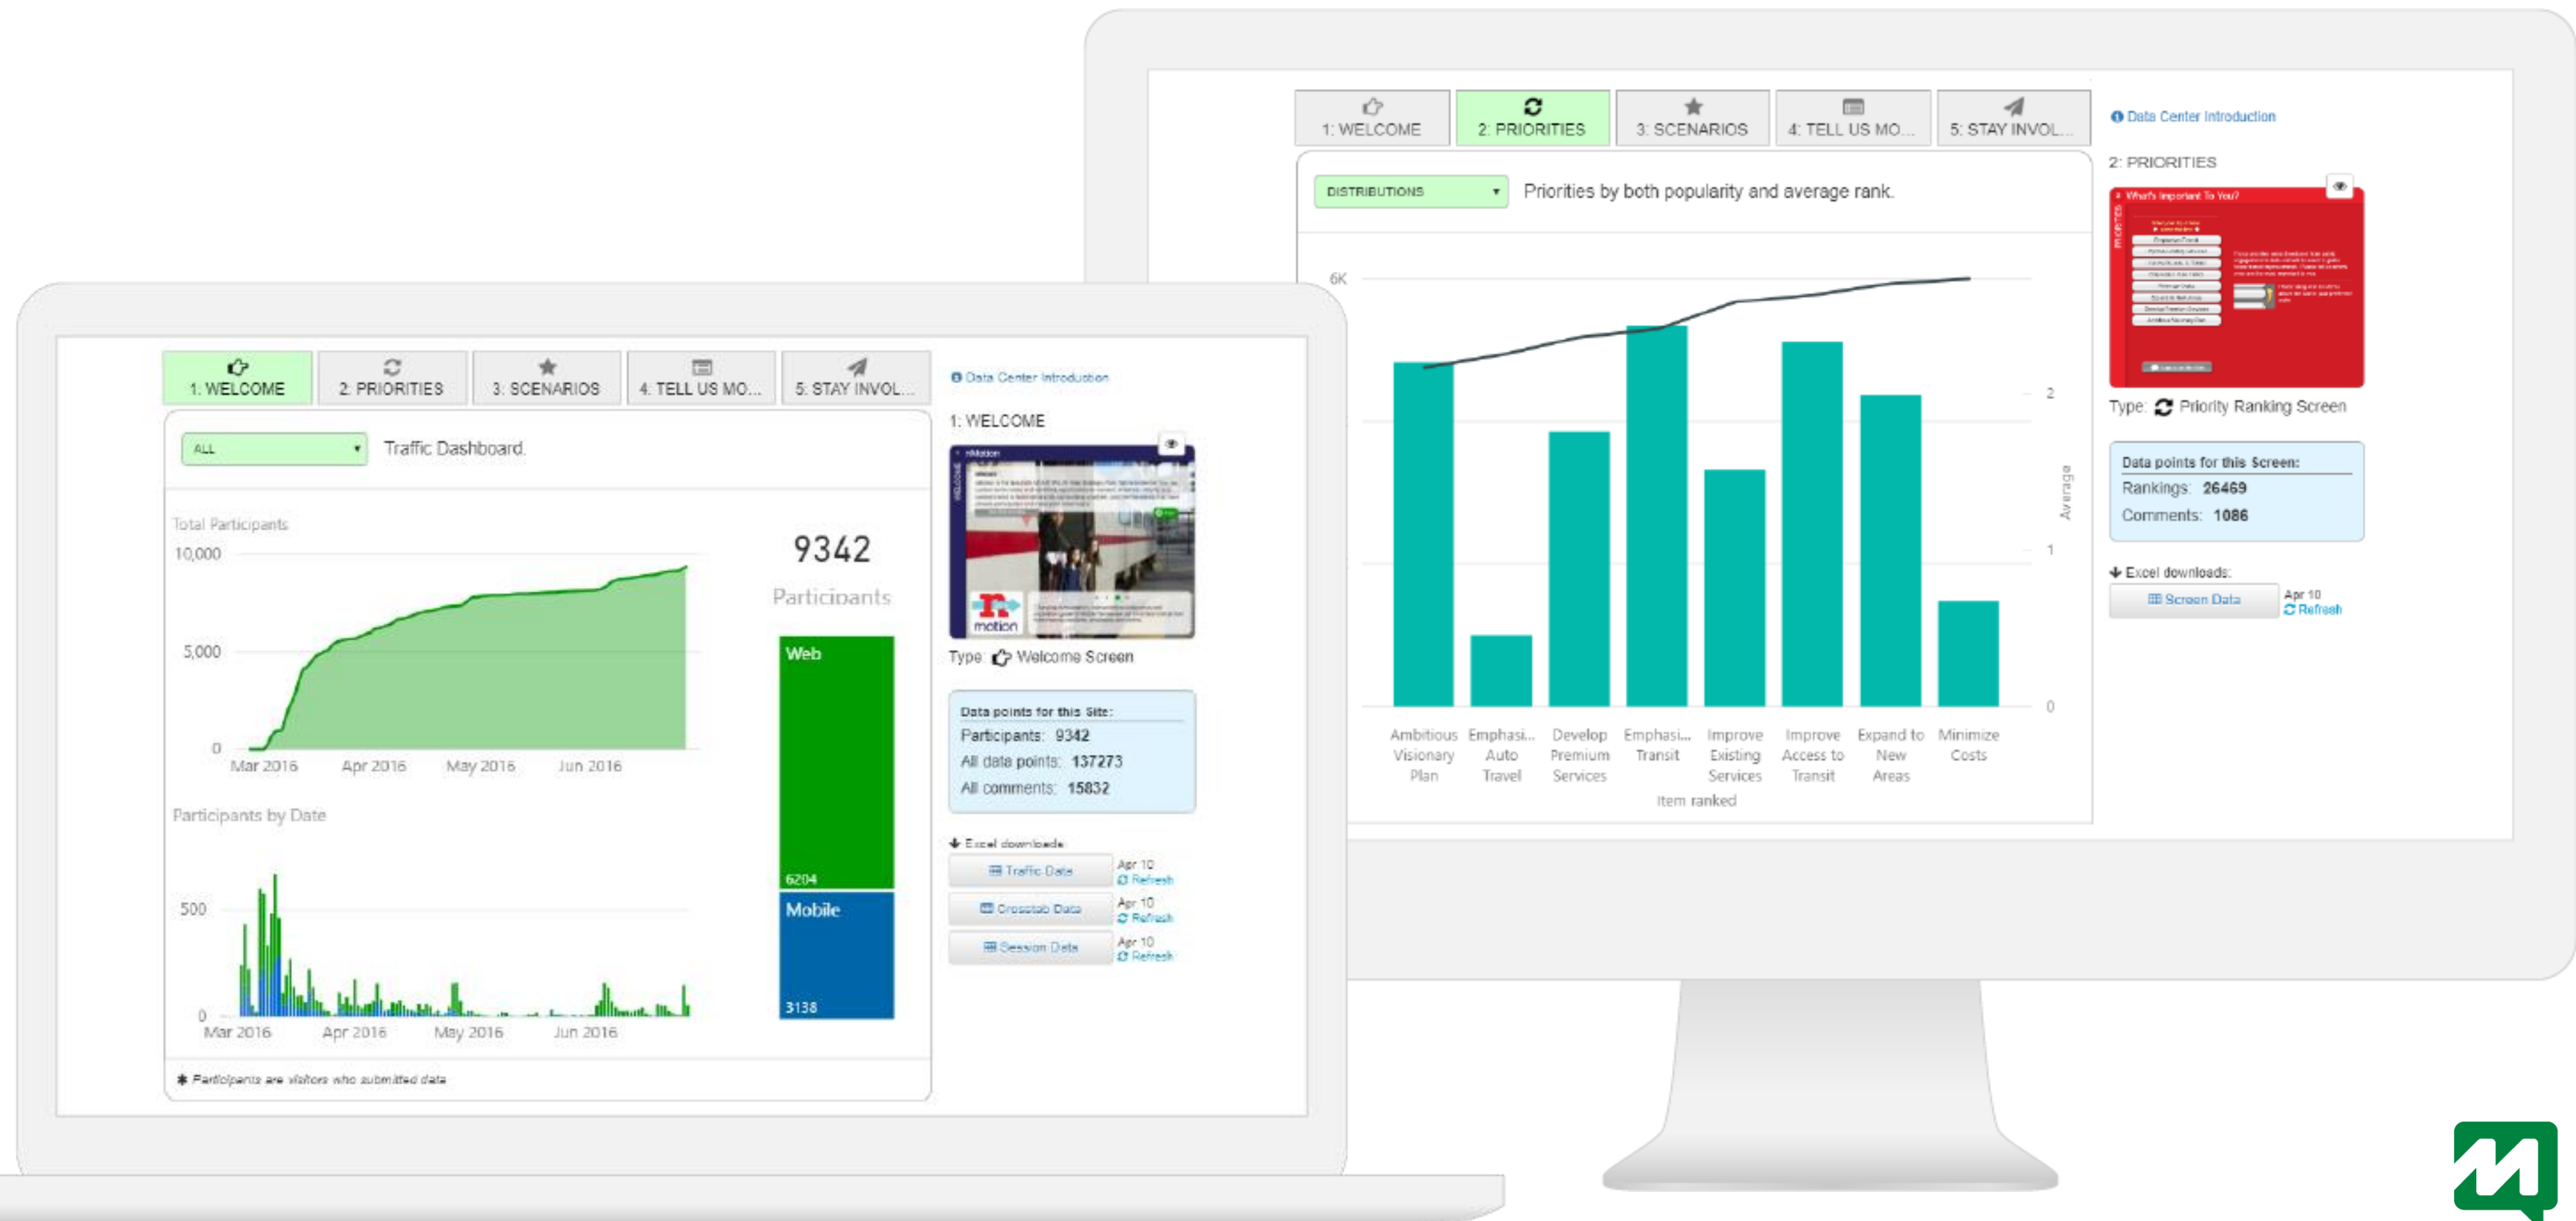 1: WELCOME
2: PRIORITIES
3: SCENARIOS
4: TELL US MO...
5: STAY INVOL...
ALL
Traffic Dashboard.
Total Participants
10,000
5,000
0
Mar 2016
Apr 2016
May 2016
Jun 2016
9342
Participants
Web
6204
Mobile
3138
Participants by Date
500
0
Mar 2016
Apr 2016
May 2016
Jun 2016
✱ Participants are visitors who submitted data
Data Center Introduction
1: WELCOME
nMotion
WELCOME
motion
Type: Welcome Screen
Data points for this Site:
Participants: 9342
All data points: 137273
All comments: 15832
Excel downloads:
Traffic Data
Apr 10
Refresh
Crosstab Data
Apr 10
Refresh
Session Data
Apr 10
Refresh
1: WELCOME
2: PRIORITIES
3: SCENARIOS
4: TELL US MO...
5: STAY INVOL...
DISTRIBUTIONS
Priorities by both popularity and average rank.
6K
2
1
0
Average
Ambitious Visionary Plan
Emphasi... Auto Travel
Develop Premium Services
Emphasi... Transit
Improve Existing Services
Improve Access to Transit
Expand to New Areas
Minimize Costs
Item ranked
Data Center Introduction
2: PRIORITIES
What's Important To You?
PRIORITIES
Type: Priority Ranking Screen
Data points for this Screen:
Rankings: 26469
Comments: 1086
Excel downloads:
Screen Data
Apr 10
Refresh